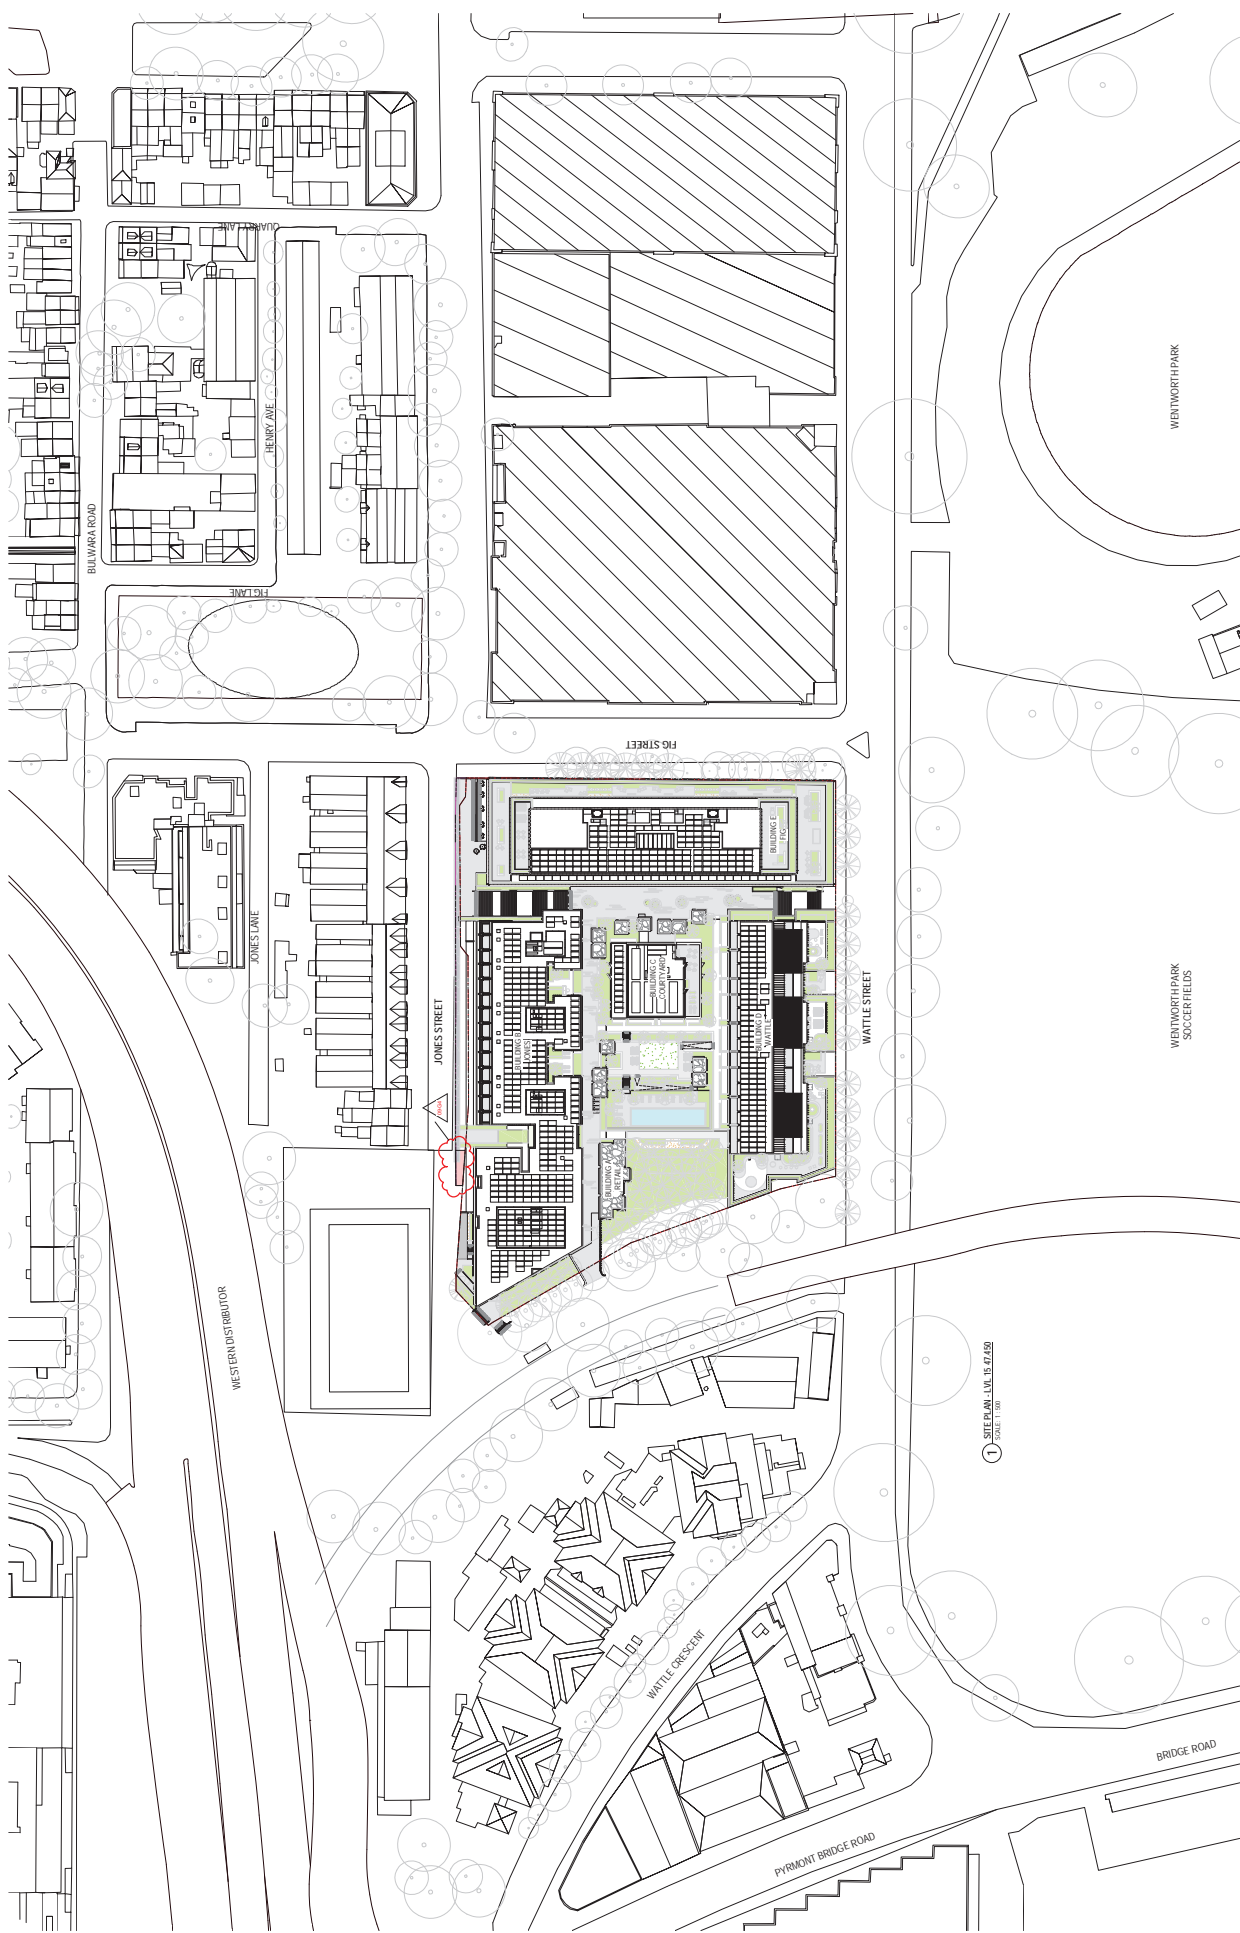 QUARRY LANE
HENRY AVE
WENTWORTH PARK
BULWARA ROAD
FIG LANE
FIG STREET
BUILDING E
FIG
JONES LANE
BUILDING C
COURTYARD
JONES STREET
BUILDING B
JONES
BUILDING D
WATTLE
WATTLE STREET
WENTWORTH PARK
SOCCER FIELDS
BUILDING A
RETAIL
WESTERN DISTRIBUTOR
1
SITE PLAN - LVL 15 47.450
SCALE: 1 : 500
WATTLE CRESCENT
BRIDGE ROAD
PYRMONT BRIDGE ROAD